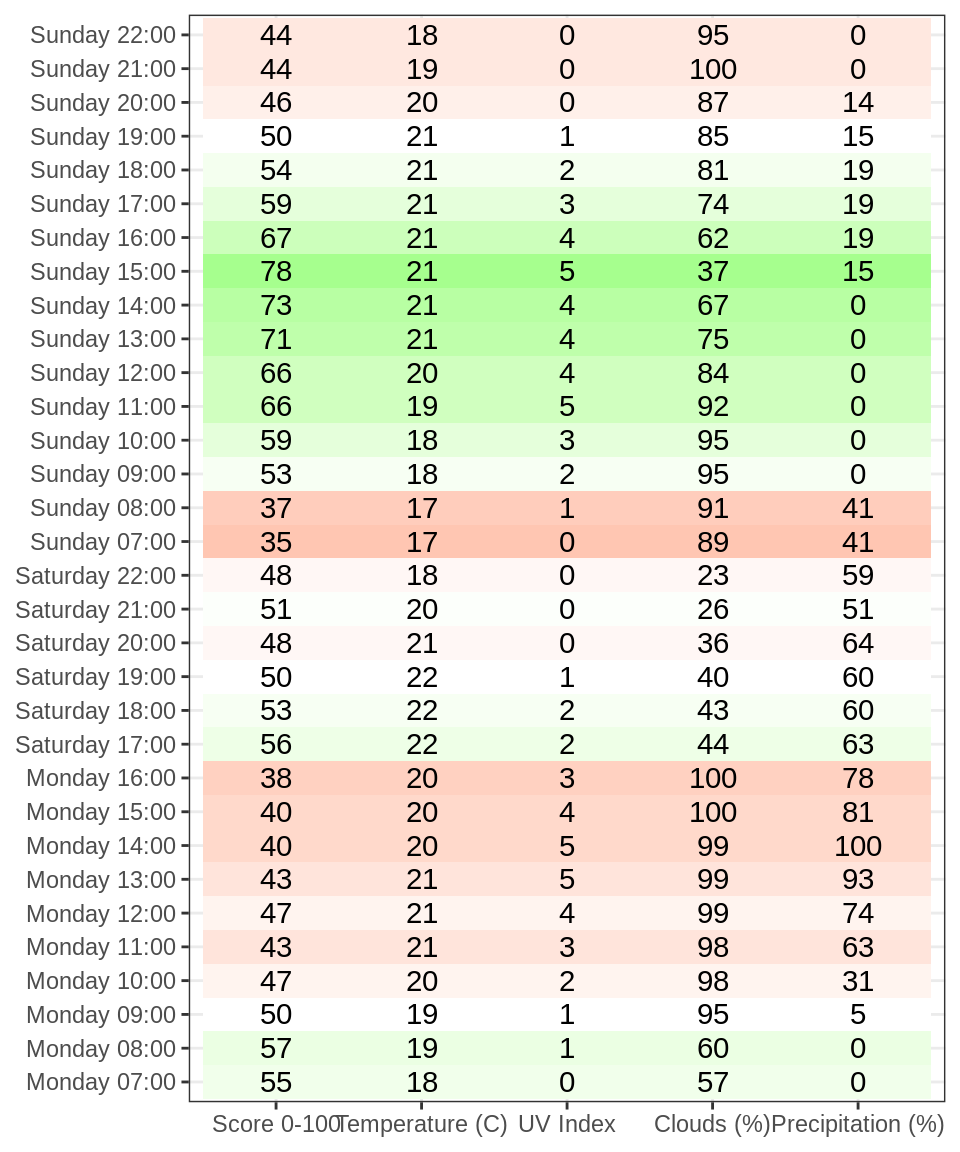 Sunday 22:00 44 18 0 95 0
Sunday 21:00 44 19 0 100 0
Sunday 20:00 46 20 0 87 14
Sunday 19:00 50 21 1 85 15
Sunday 18:00 54 21 2 81 19
Sunday 17:00 59 21 3 74 19
Sunday 16:00 67 21 4 62 19
Sunday 15:00 78 21 5 37 15
Sunday 14:00 73 21 4 67 0
Sunday 13:00 71 21 4 75 0
Sunday 12:00 66 20 4 84 0
Sunday 11:00 66 19 5 92 0
Sunday 10:00 59 18 3 95 0
Sunday 09:00 53 18 2 95 0
Sunday 08:00 37 17 1 91 41
Sunday 07:00 35 17 0 89 41
Saturday 22:00 48 18 0 23 59
Saturday 21:00 51 20 0 26 51
Saturday 20:00 48 21 0 36 64
Saturday 19:00 50 22 1 40 60
Saturday 18:00 53 22 2 43 60
Saturday 17:00 56 22 2 44 63
Monday 16:00 38 20 3 100 78
Monday 15:00 40 20 4 100 81
Monday 14:00 40 20 5 99 100
Monday 13:00 43 21 5 99 93
Monday 12:00 47 21 4 99 74
Monday 11:00 43 21 3 98 63
Monday 10:00 47 20 2 98 31
Monday 09:00 50 19 1 95 5
Monday 08:00 57 19 1 60 0
Monday 07:00 55 18 0 57 0
Score 0-100 Temperature (C) UV Index Clouds (%) Precipitation (%)